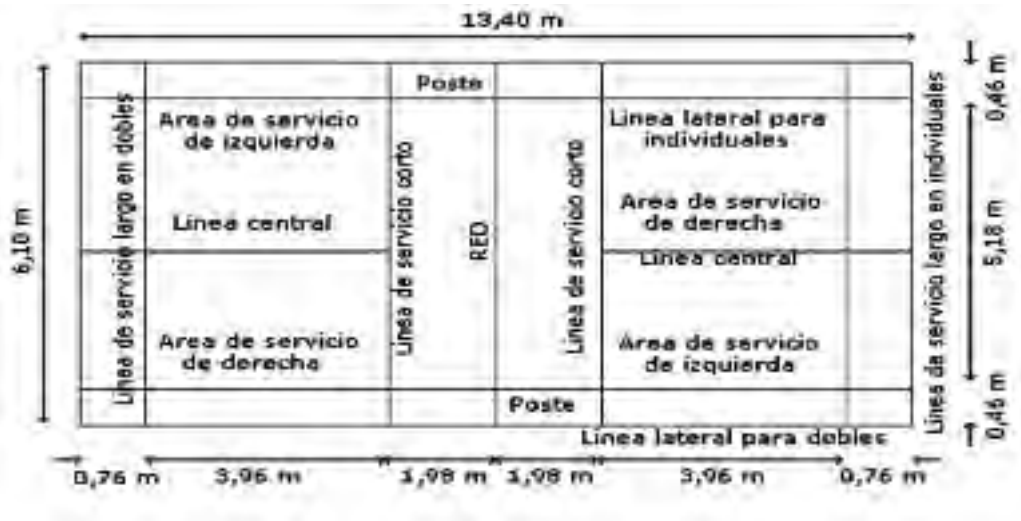 13,40 m
Poste
0,46 m
Area de servicio
de izquierda
Linea lateral para
individuales
Linea de servicio largo en dobles
Linea de servicio corto
RED
Linea de servicio corto
Linea de servicio largo en individuales
6,10 m
Linea central
Area de servicio
de derecha
5,18 m
Linea central
Area de servicio
de derecha
Area de servicio
de izquierda
Poste
0,46 m
Linea lateral para dobles
0,76 m 3,96 m 1,98 m 1,98 m 3,96 m 0,76 m